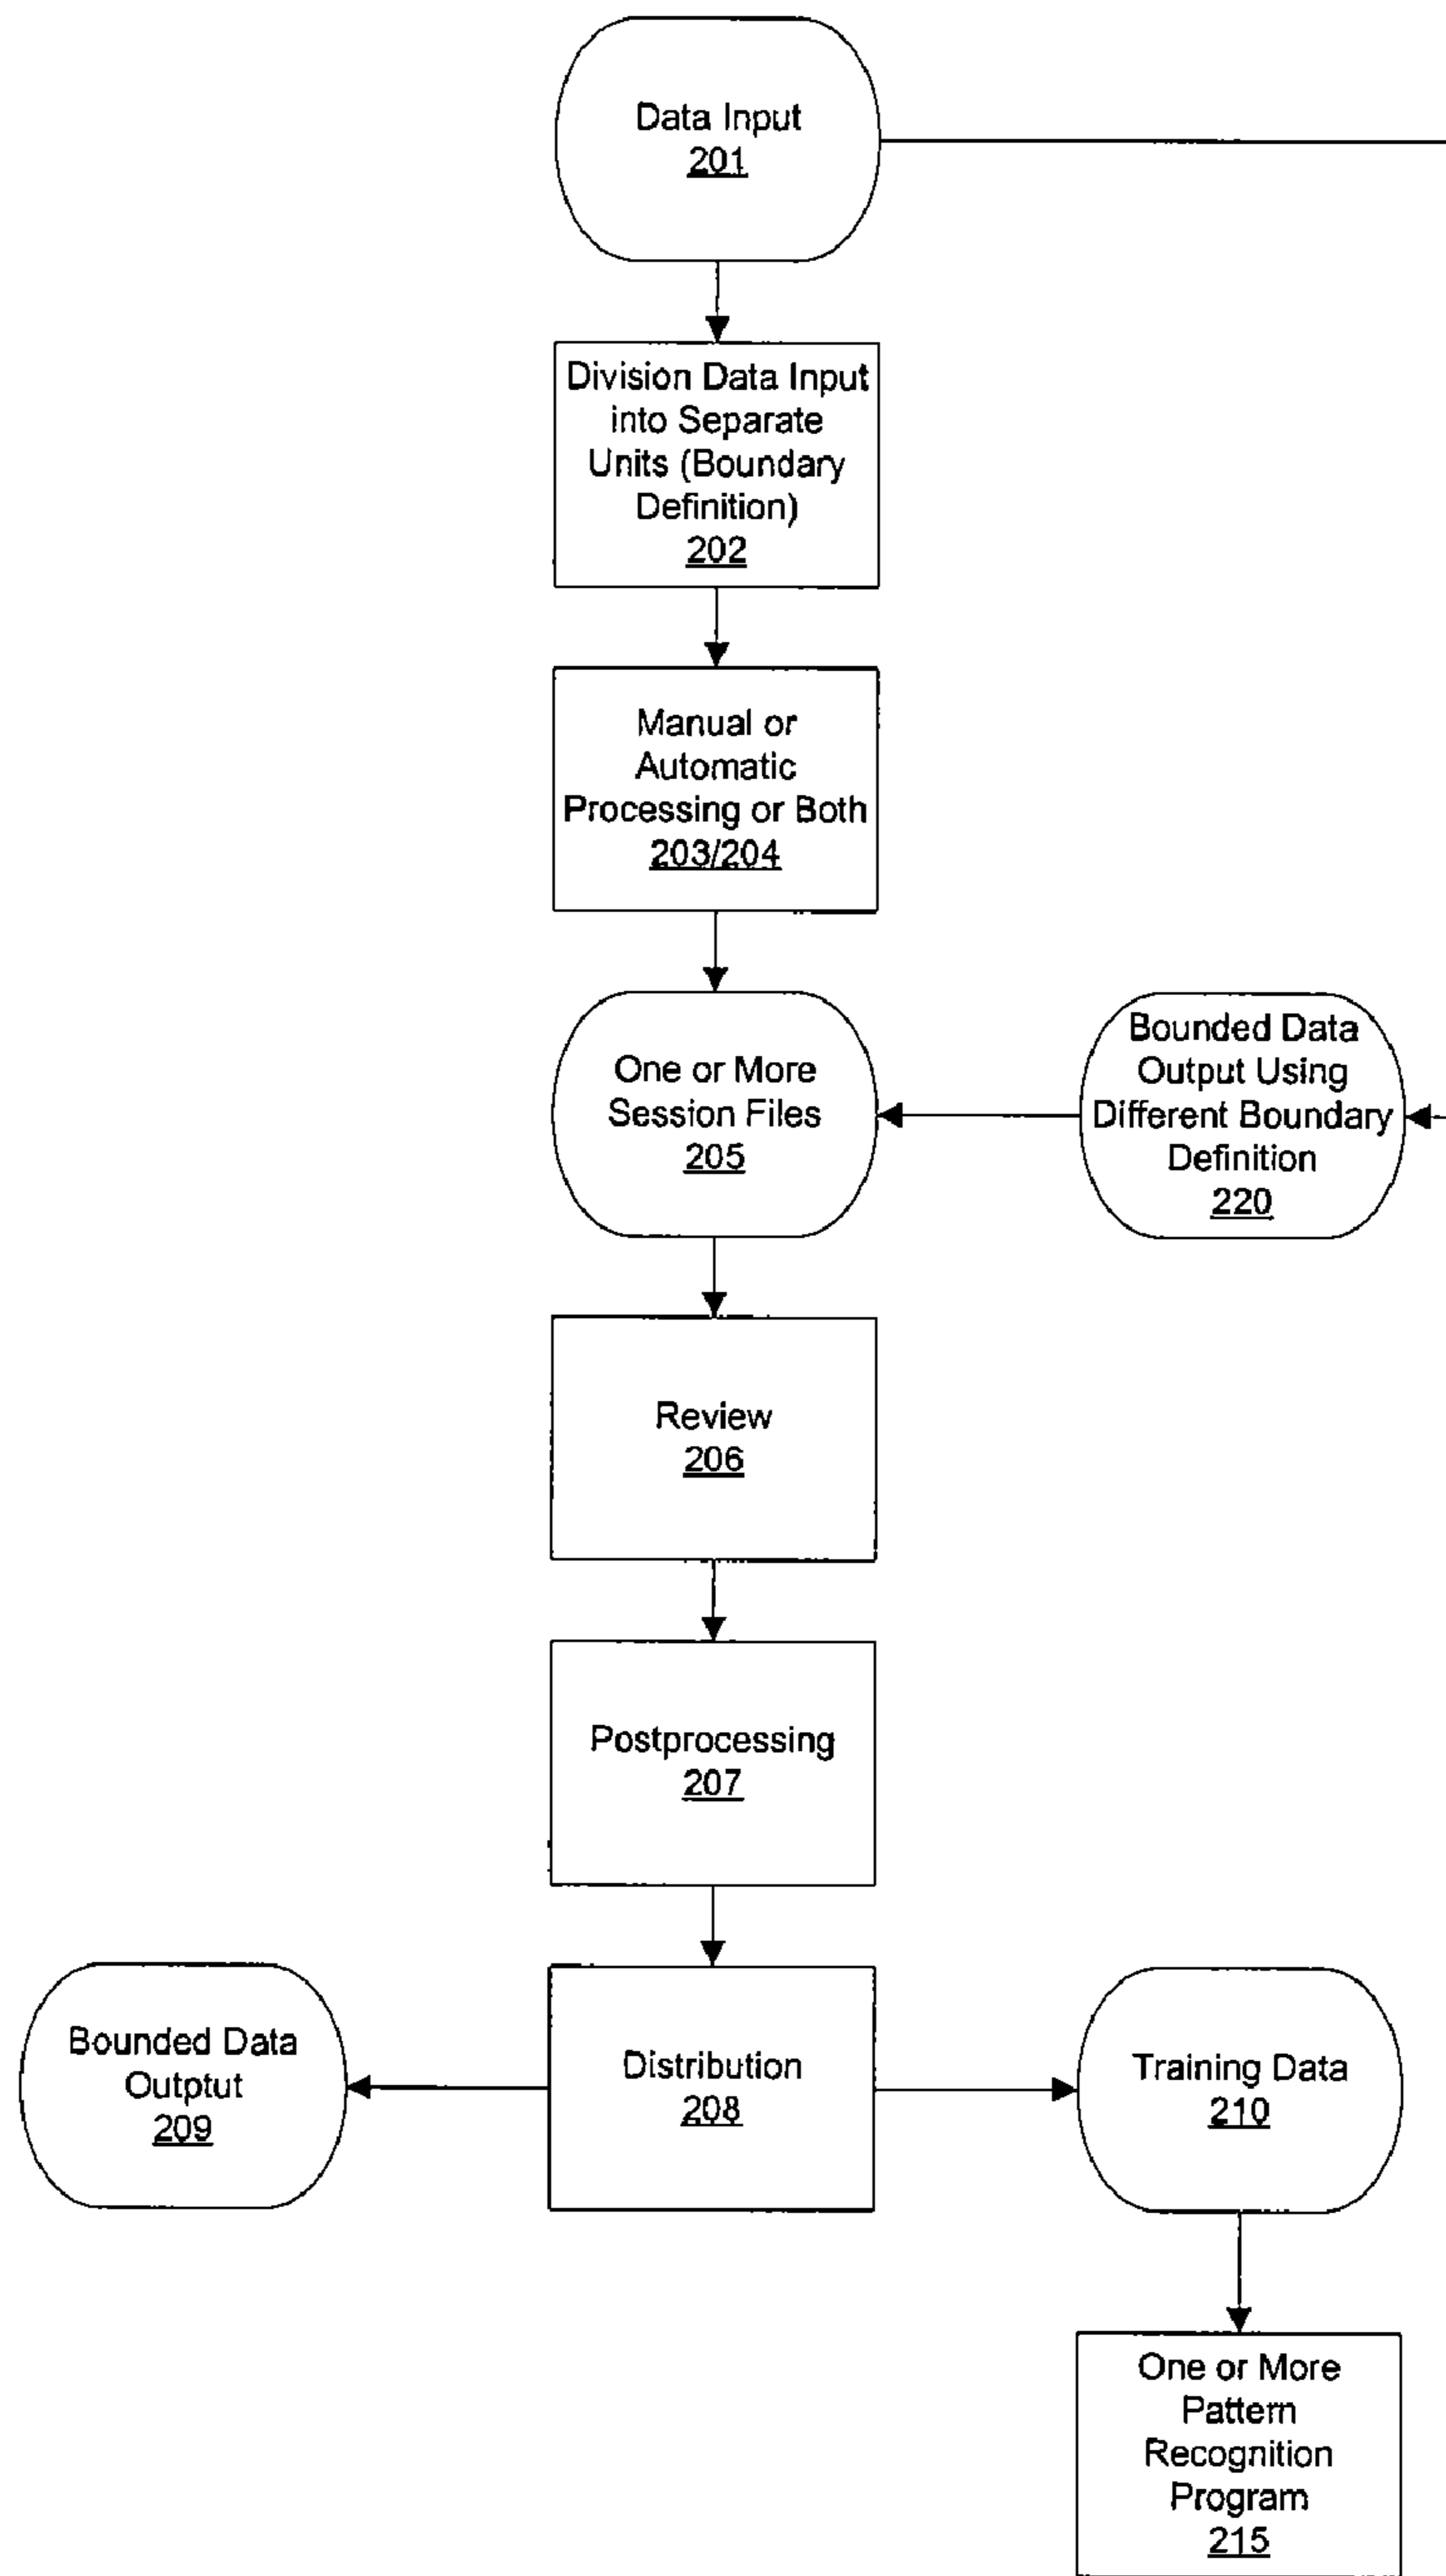 Data Input
201
Division Data Input
into Separate
Units (Boundary
Definition)
202
Manual or
Automatic
Processing or Both
203/204
One or More
Session Files
205
Bounded Data
Output Using
Different Boundary
Definition
220
Review
206
Postprocessing
207
Distribution
208
Bounded Data
Outptut
209
Training Data
210
One or More
Pattern
Recognition
Program
215